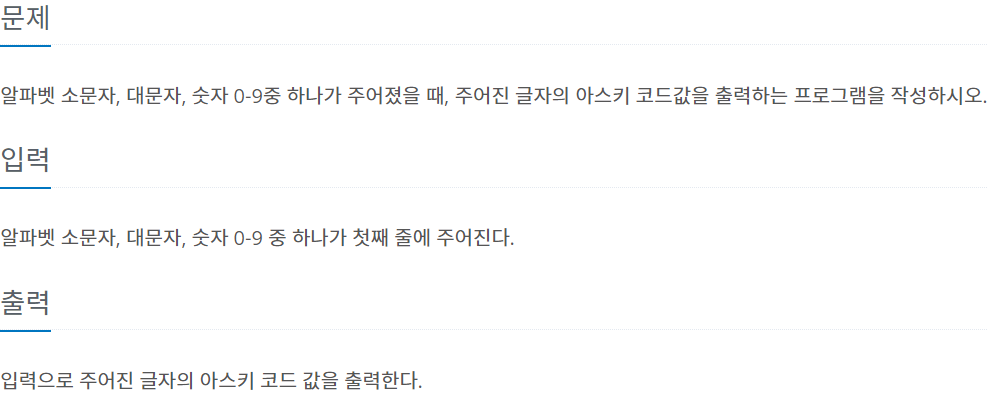 문제
알파벳 소문자, 대문자, 숫자 0-9중 하나가 주어졌을 때, 주어진 글자의 아스키 코드값을 출력하는 프로그램을 작성하시오.
입력
알파벳 소문자, 대문자, 숫자 0-9 중 하나가 첫째 줄에 주어진다.
출력
입력으로 주어진 글자의 아스키 코드 값을 출력한다.